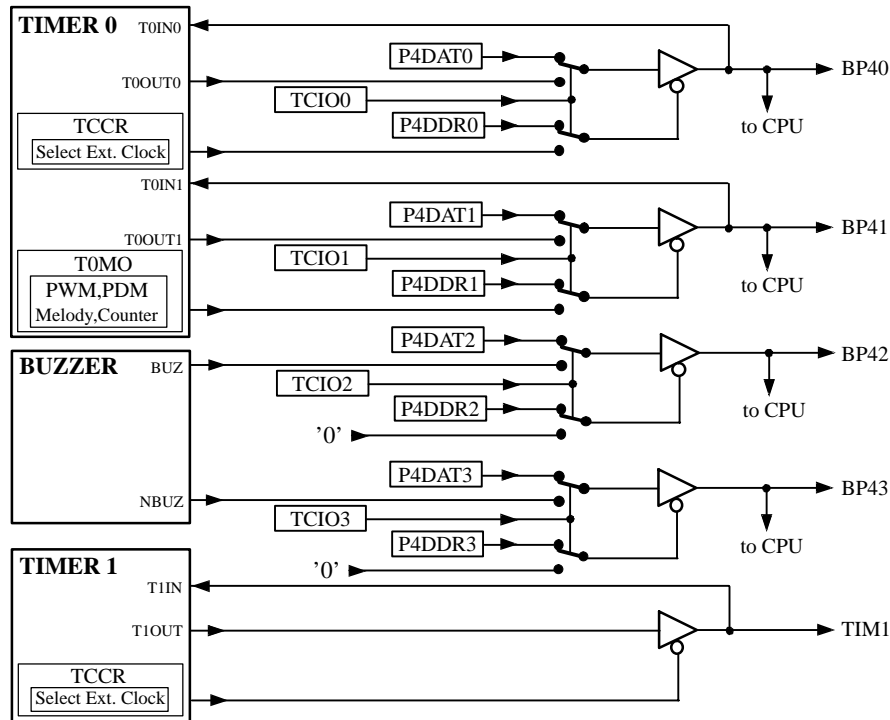 TIMER 0
T0IN0
P4DAT0
T0OUT0
BP40
TCIO0
TCCR
Select Ext. Clock
P4DDR0
to CPU
T0IN1
P4DAT1
T0OUT1
BP41
TCIO1
T0MO
PWM,PDM
Melody,Counter
P4DDR1
to CPU
P4DAT2
BUZZER
BUZ
BP42
TCIO2
P4DDR2
to CPU
'0'
P4DAT3
NBUZ
BP43
TCIO3
P4DDR3
to CPU
TIMER 1
'0'
T1IN
T1OUT
TIM1
TCCR
Select Ext. Clock